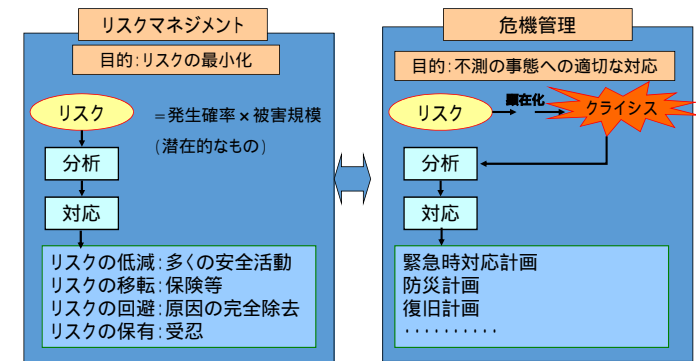 リスクマネジメント
目的:リスクの最小化
リスク
=発生確率×被害規模
(潜在的なもの)
分析
対応
リスクの低減:多くの安全活動
リスクの移転:保険等
リスクの回避:原因の完全除去
リスクの保有:受忍
危機管理
目的:不測の事態への適切な対応
リスク
顕在化
クライシス
分析
対応
緊急時対応計画
防災計画
復旧計画
・・・・・・・・・・